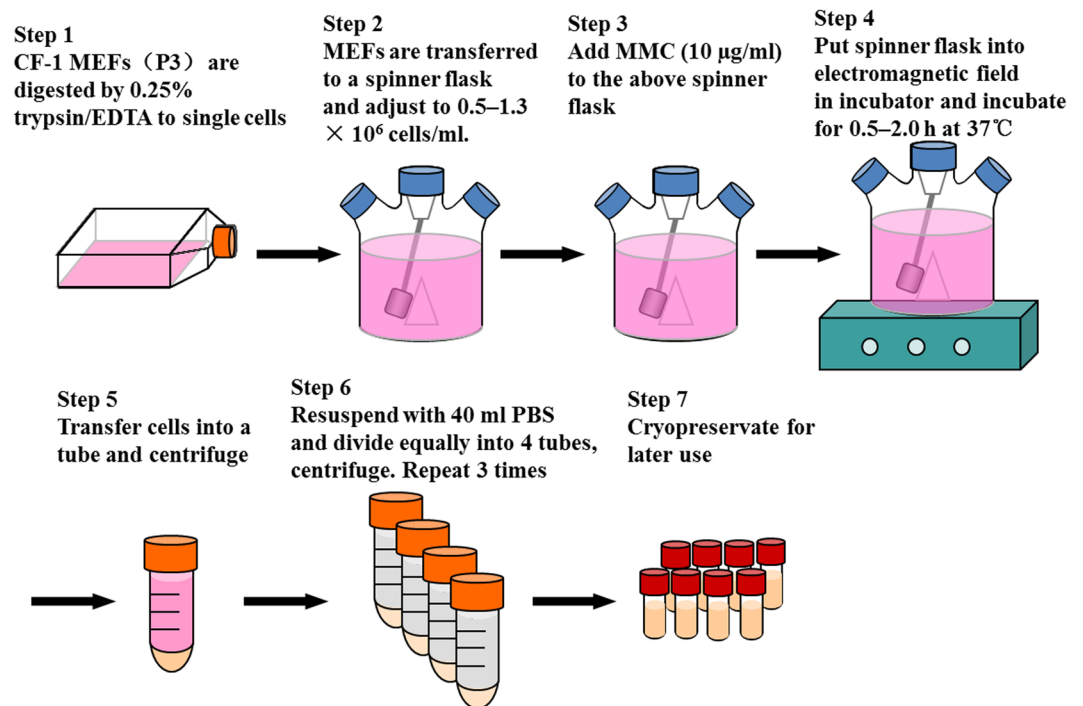 Step 1
CF-1 MEFs（P3） are
digested by 0.25%
trypsin/EDTA to single cells
Step 2
MEFs are transferred
to a spinner flask
and adjust to 0.5–1.3
× 10⁶ cells/ml.
Step 3
Add MMC (10 μg/ml)
to the above spinner
flask
Step 4
Put spinner flask into
electromagnetic field
in incubator and incubate
for 0.5–2.0 h at 37℃
Step 5
Transfer cells into a
tube and centrifuge
Step 6
Resuspend with 40 ml PBS
and divide equally into 4 tubes,
centrifuge. Repeat 3 times
Step 7
Cryopreservate for
later use